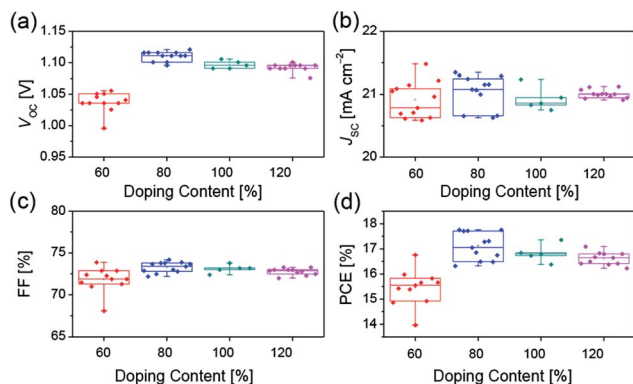 (a)
1.15
1.10
1.05
1.00
0.95
V_OC [V]
60 80 100 120
Doping Content [%]
(b)
22
21
20
J_SC [mA cm⁻²]
60 80 100 120
Doping Content [%]
(c)
80
75
70
65
FF [%]
60 80 100 120
Doping Content [%]
(d)
18
17
16
15
14
PCE [%]
60 80 100 120
Doping Content [%]